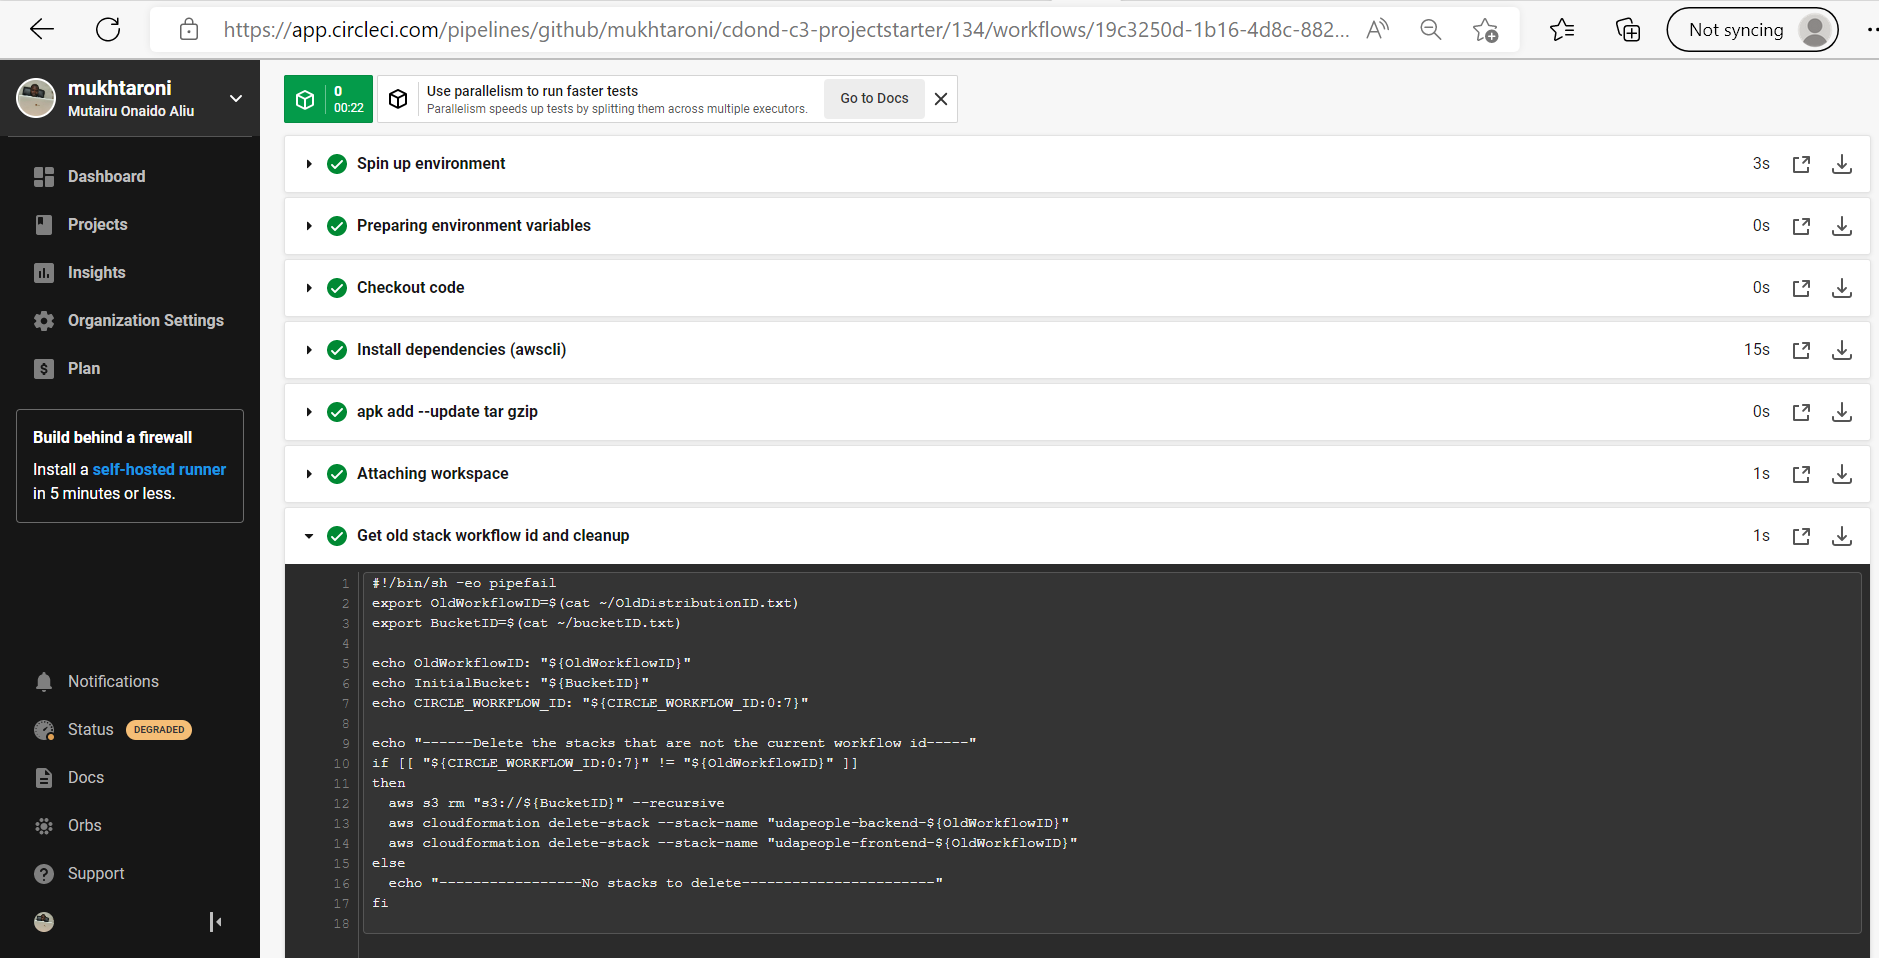 https://app.circleci.com/pipelines/github/mukhtaroni/cdond-c3-projectstarter/134/workflows/19c3250d-1b16-4d8c-882...
Not syncing
mukhtaroni
Mutairu Onaido Aliu
Dashboard
Projects
Insights
Organization Settings
Plan
Build behind a firewall
Install a self-hosted runner
in 5 minutes or less.
Notifications
Status DEGRADED
Docs
Orbs
Support
0
00:22
Use parallelism to run faster tests
Parallelism speeds up tests by splitting them across multiple executors.
Go to Docs
Spin up environment 3s
Preparing environment variables 0s
Checkout code 0s
Install dependencies (awscli) 15s
apk add --update tar gzip 0s
Attaching workspace 1s
Get old stack workflow id and cleanup 1s
1 #!/bin/sh -eo pipefail
2 export OldWorkflowID=$(cat ~/OldDistributionID.txt)
3 export BucketID=$(cat ~/bucketID.txt)
4
5 echo OldWorkflowID: "${OldWorkflowID}"
6 echo InitialBucket: "${BucketID}"
7 echo CIRCLE_WORKFLOW_ID: "${CIRCLE_WORKFLOW_ID:0:7}"
8
9 echo "------Delete the stacks that are not the current workflow id-----"
10 if [[ "${CIRCLE_WORKFLOW_ID:0:7}" != "${OldWorkflowID}" ]]
11 then
12   aws s3 rm "s3://${BucketID}" --recursive
13   aws cloudformation delete-stack --stack-name "udapeople-backend-${OldWorkflowID}"
14   aws cloudformation delete-stack --stack-name "udapeople-frontend-${OldWorkflowID}"
15 else
16   echo "-----------------No stacks to delete-----------------------"
17 fi
18